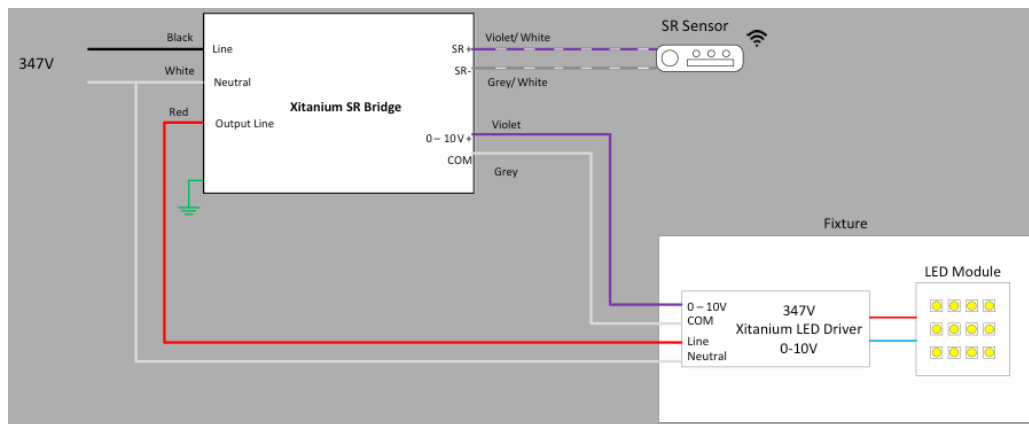 SR Sensor
Black
Violet/ White
Line
SR+
347V
White
SR-
Neutral
Grey/ White
Xitanium SR Bridge
Red
Output Line
Violet
0 – 10V +
COM
Grey
Fixture
LED Module
0 – 10V
COM
Line
Neutral
347V
Xitanium LED Driver
0-10V